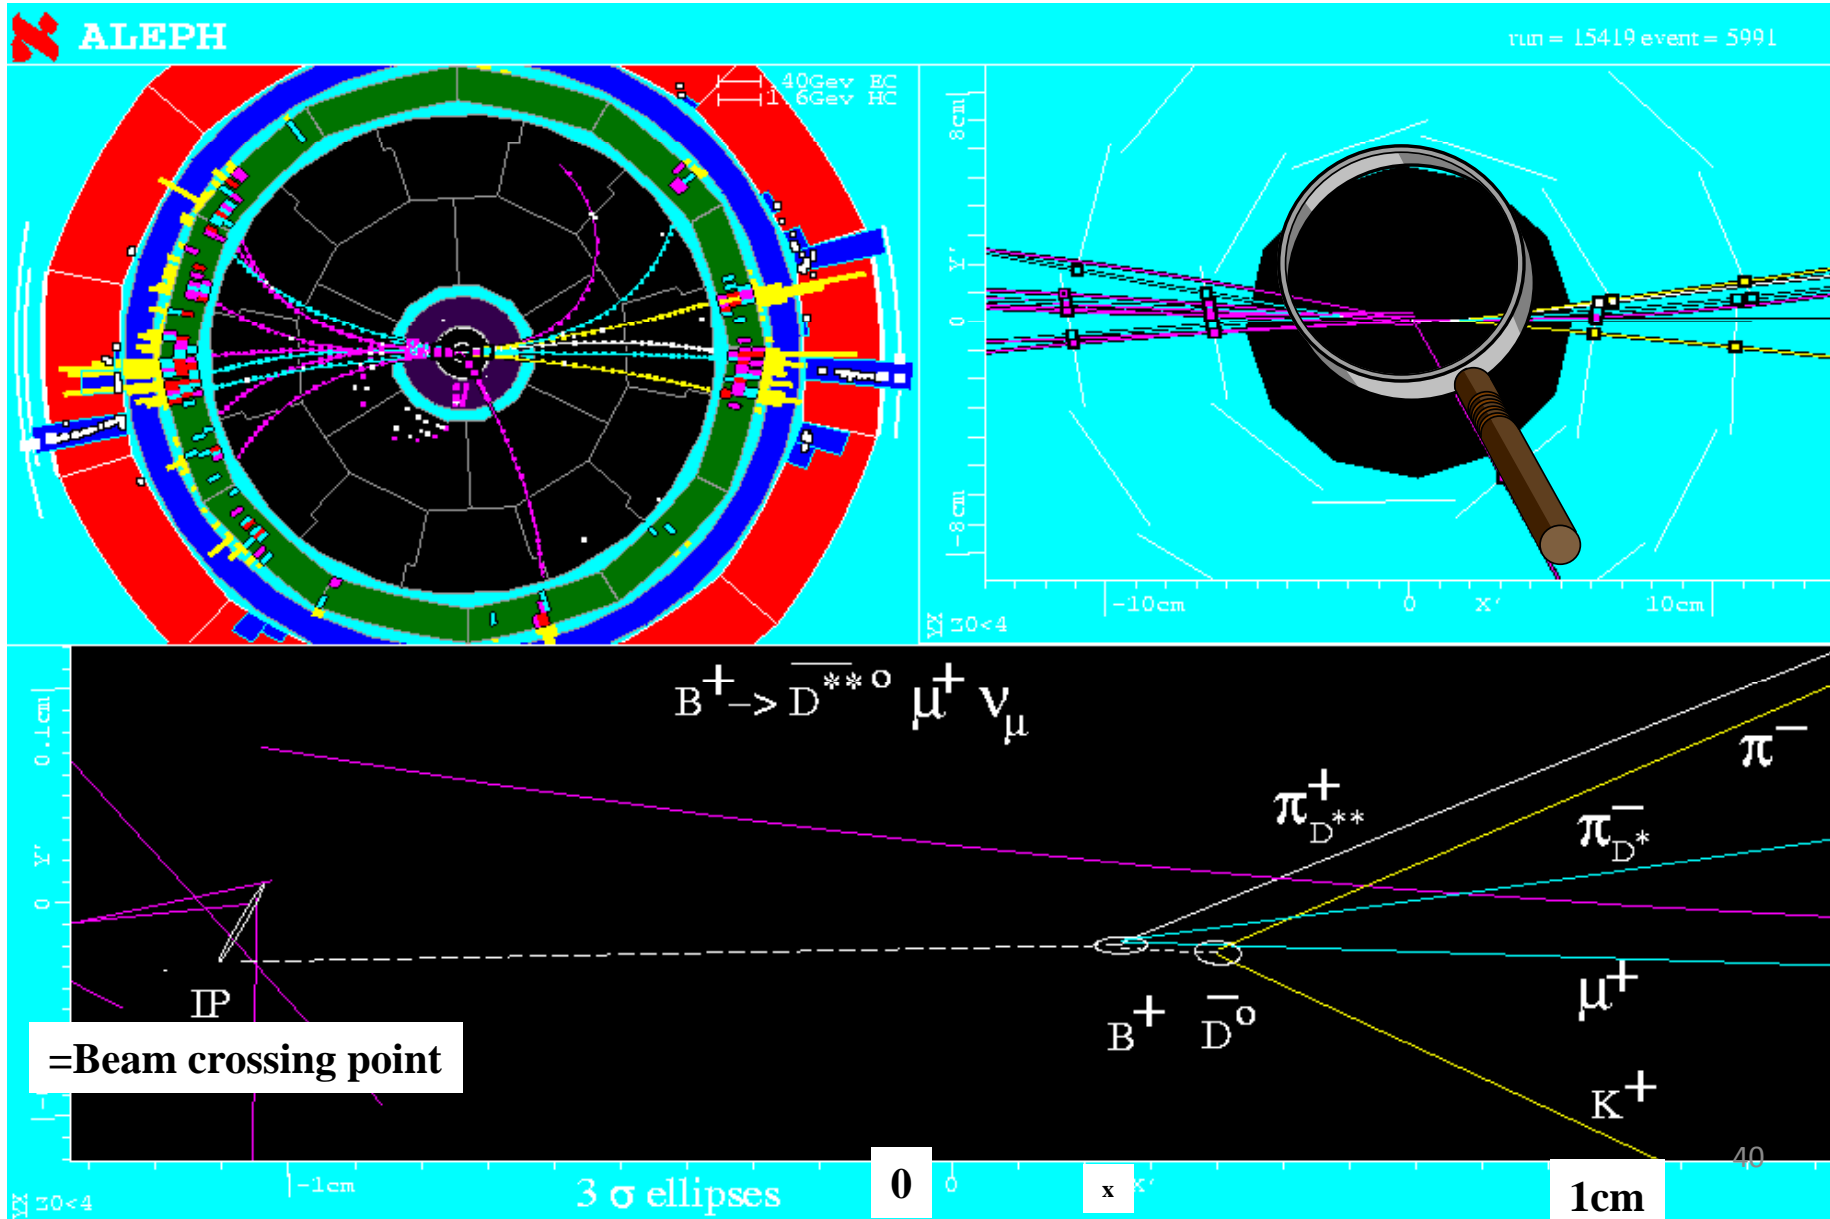 ALEPH
run = 15419 event = 5991
.40Gev EC
1.6Gev HC
8cm
Y'
0
-8cm
-10cm 0 X' 10cm
YX z0<4
B+ -> D̅**o μ+ νμ
0.1cm
Y'
0
π+D**
π-
π-D*
μ+
IP
B+ D̅o
K+
=Beam crossing point
40
-1cm
3 σ ellipses
0
0
x
X'
1cm
YX z0<4